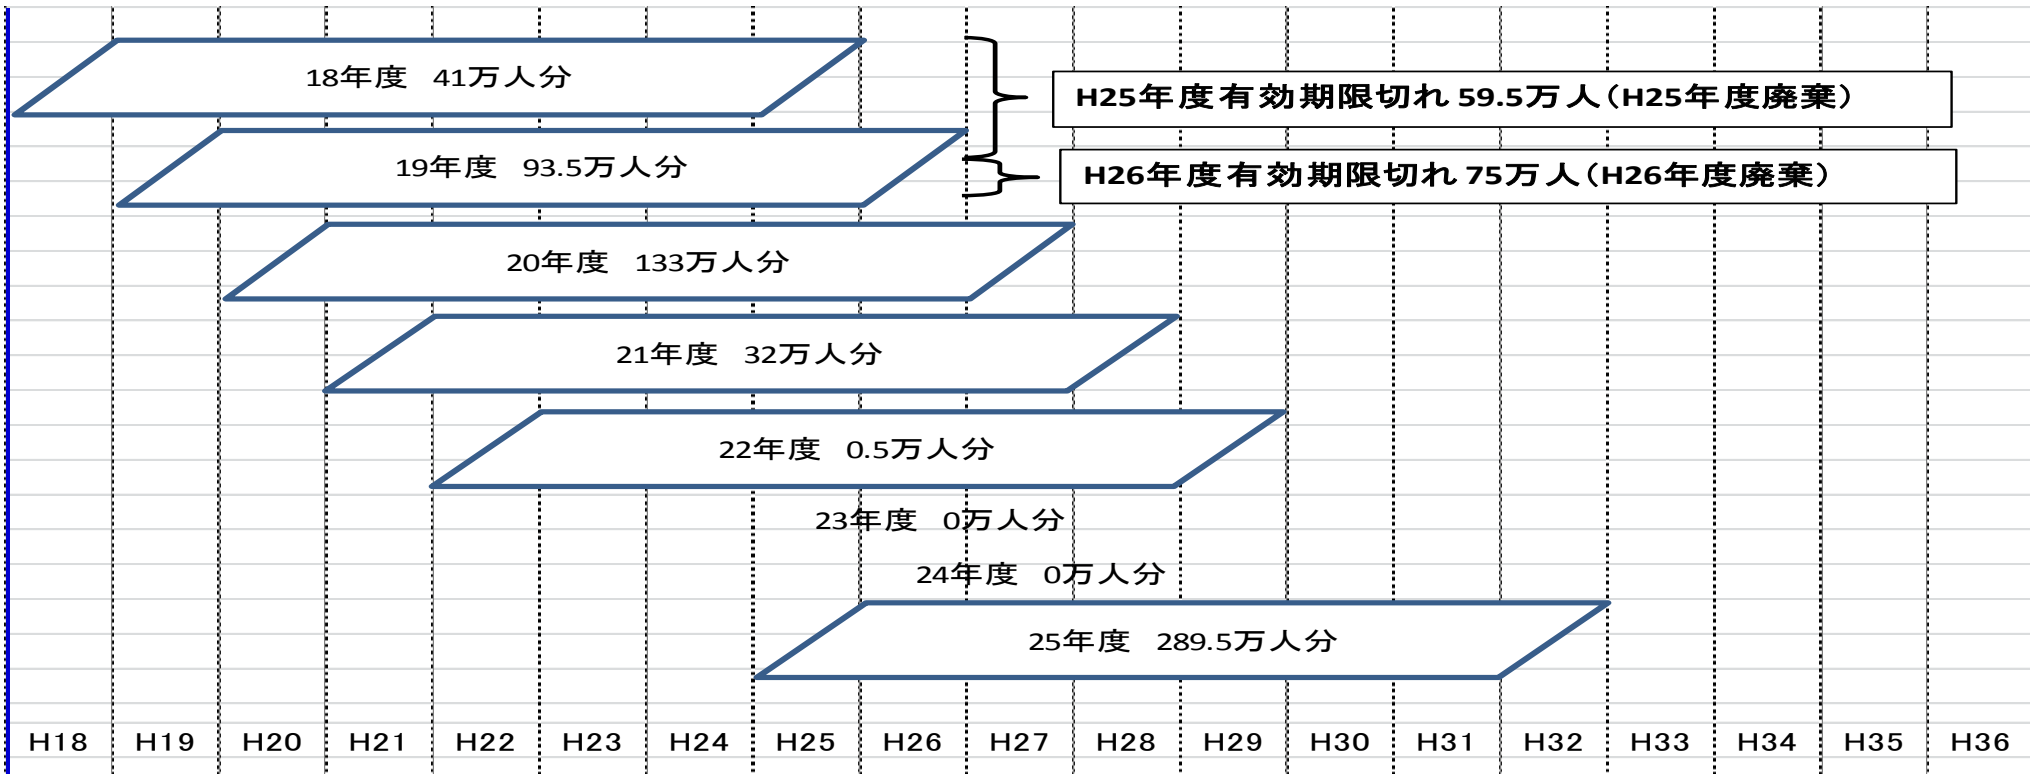 18年度 41万人分
H25年度有効期限切れ 59.5万人(H25年度廃棄)
19年度 93.5万人分
H26年度有効期限切れ 75万人(H26年度廃棄)
20年度 133万人分
21年度 32万人分
22年度 0.5万人分
23年度 0万人分
24年度 0万人分
25年度 289.5万人分
H18 H19 H20 H21 H22 H23 H24 H25 H26 H27 H28 H29 H30 H31 H32 H33 H34 H35 H36